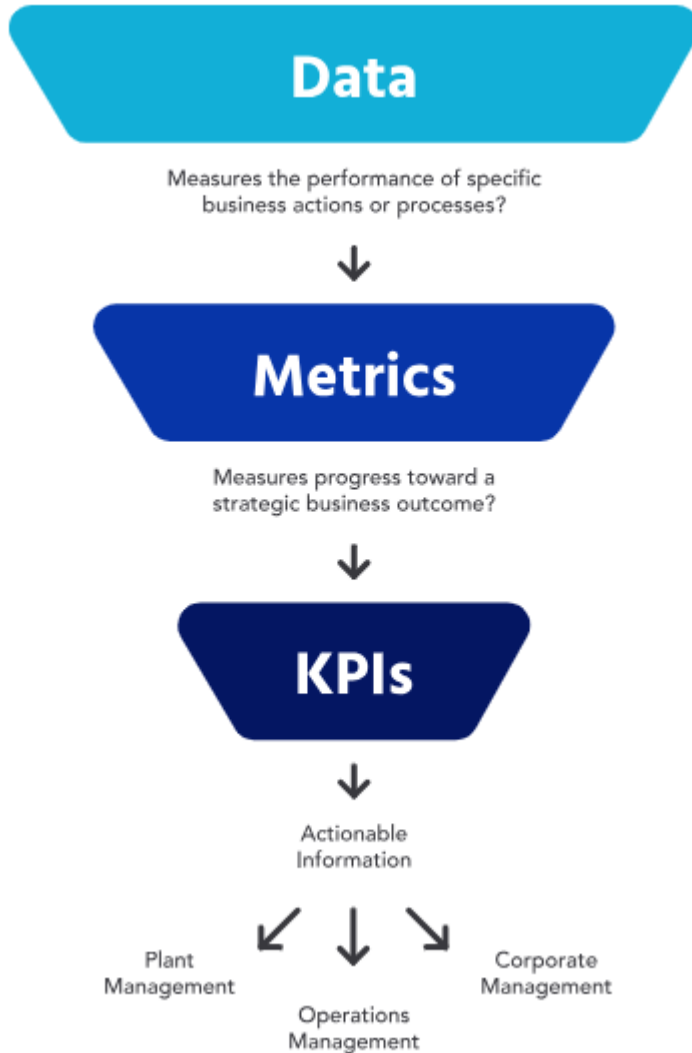 Data
Measures the performance of specific
business actions or processes?
Metrics
Measures progress toward a
strategic business outcome?
KPIs
Actionable
Information
Plant
Management
Operations
Management
Corporate
Management